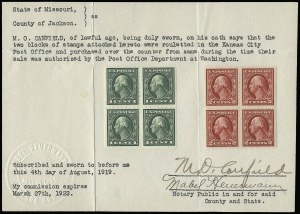 State of Missouri, )
) as
County of Jackson. )
M. O. CANFIELD, of lawful age, being duly sworn, on his oath says that the
two blocks of stamps attached hereto were rouletted in the Kansas City
Post Office and purchased over the counter from same during the time their
sale was authorized by the Post Office Department at Washington.
Subscribed and sworn to before me
this 4th day of August, 1919.
My commission expires
March 27th, 1922.
M.O. Canfield
Notary Public in and for said
County and State.